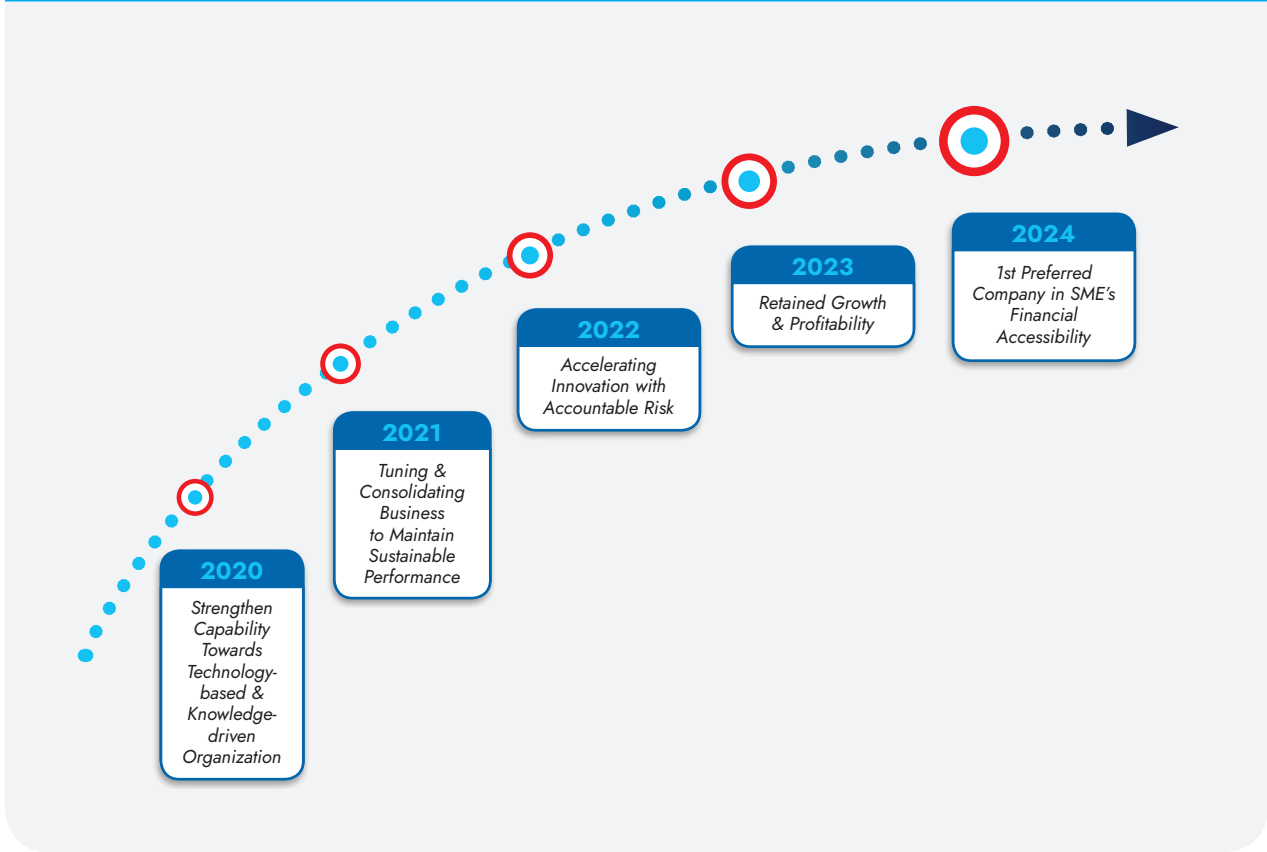 2020
Strengthen
Capability
Towards
Technology-
based &
Knowledge-
driven
Organization
2021
Tuning &
Consolidating
Business
to Maintain
Sustainable
Performance
2022
Accelerating
Innovation with
Accountable Risk
2023
Retained Growth
& Profitability
2024
1st Preferred
Company in SME’s
Financial
Accessibility